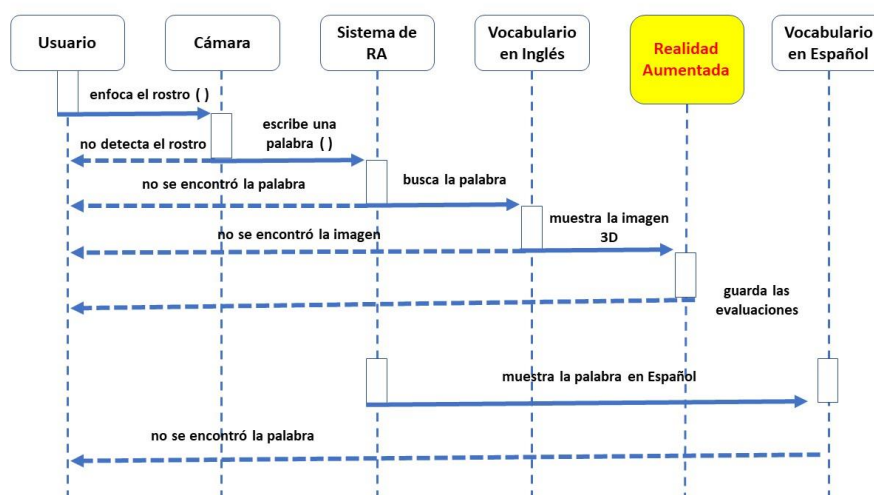 Usuario
Cámara
Sistema de
RA
Vocabulario
en Inglés
Realidad
Aumentada
Vocabulario
en Español
enfoca el rostro ( )
no detecta el rostro
escribe una
palabra ( )
no se encontró la palabra
busca la palabra
no se encontró la imagen
muestra la imagen
3D
guarda las
evaluaciones
muestra la palabra en Español
no se encontró la palabra